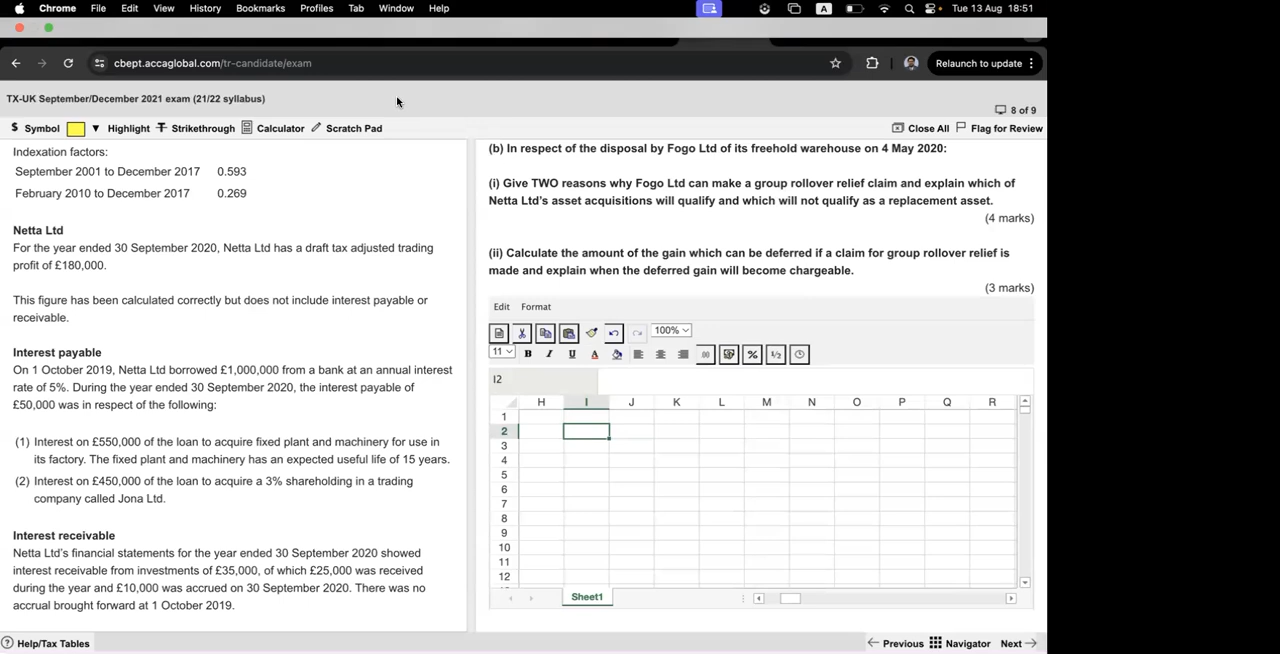 Chrome File Edit View History Bookmarks Profiles Tab Window Help A Tue 13 Aug 18:51
cbept.accaglobal.com/tr-candidate/exam Relaunch to update
TX-UK September/December 2021 exam (21/22 syllabus)
8 of 9
$ Symbol Highlight Strikethrough Calculator Scratch Pad Close All Flag for Review
Indexation factors:
September 2001 to December 2017 0.593
February 2010 to December 2017 0.269
Netta Ltd
For the year ended 30 September 2020, Netta Ltd has a draft tax adjusted trading
profit of £180,000.
This figure has been calculated correctly but does not include interest payable or
receivable.
Interest payable
On 1 October 2019, Netta Ltd borrowed £1,000,000 from a bank at an annual interest
rate of 5%. During the year ended 30 September 2020, the interest payable of
£50,000 was in respect of the following:
(1) Interest on £550,000 of the loan to acquire fixed plant and machinery for use in
its factory. The fixed plant and machinery has an expected useful life of 15 years.
(2) Interest on £450,000 of the loan to acquire a 3% shareholding in a trading
company called Jona Ltd.
Interest receivable
Netta Ltd's financial statements for the year ended 30 September 2020 showed
interest receivable from investments of £35,000, of which £25,000 was received
during the year and £10,000 was accrued on 30 September 2020. There was no
accrual brought forward at 1 October 2019.
(b) In respect of the disposal by Fogo Ltd of its freehold warehouse on 4 May 2020:
(i) Give TWO reasons why Fogo Ltd can make a group rollover relief claim and explain which of
Netta Ltd's asset acquisitions will qualify and which will not qualify as a replacement asset.
(4 marks)
(ii) Calculate the amount of the gain which can be deferred if a claim for group rollover relief is
made and explain when the deferred gain will become chargeable.
(3 marks)
Edit Format
100%
11 B I U A .00 % ½
I2
H I J K L M N O P Q R
1
2
3
4
5
6
7
8
9
10
11
12
Sheet1
? Help/Tax Tables Previous Navigator Next